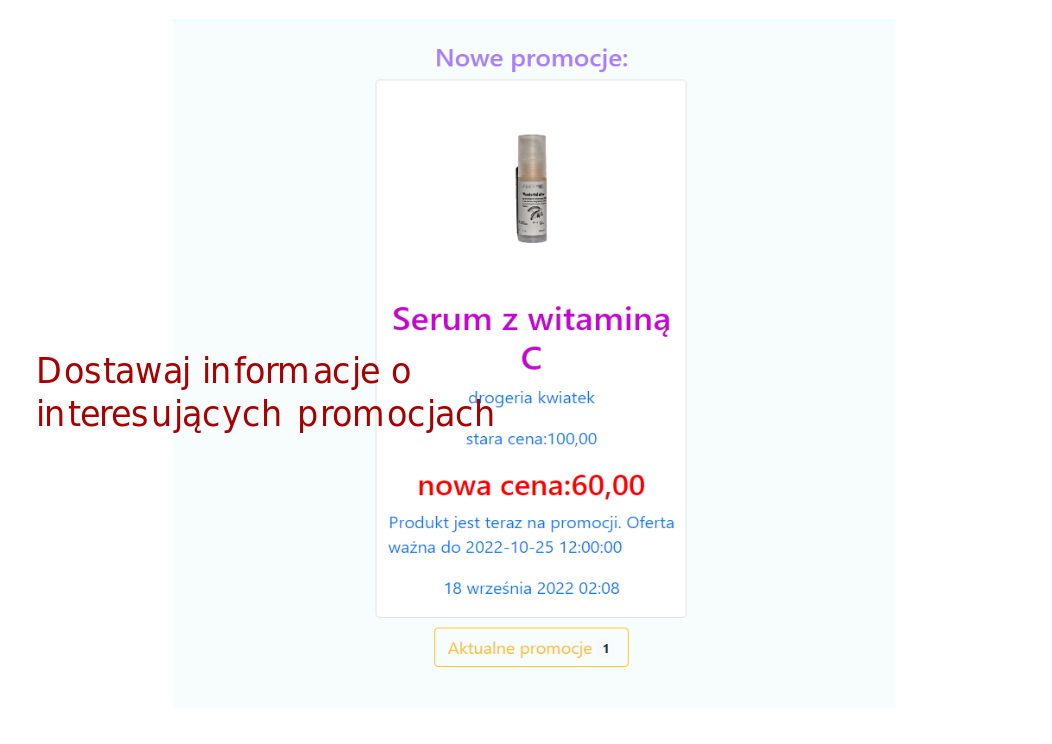 Nowe promocje:
Serum z witaminą
C
Dostawaj informacje o
interesujących promocjach
drogeria kwiatek
stara cena:100,00
nowa cena:60,00
Produkt jest teraz na promocji. Oferta
ważna do 2022-10-25 12:00:00
18 września 2022 02:08
Aktualne promocje 1